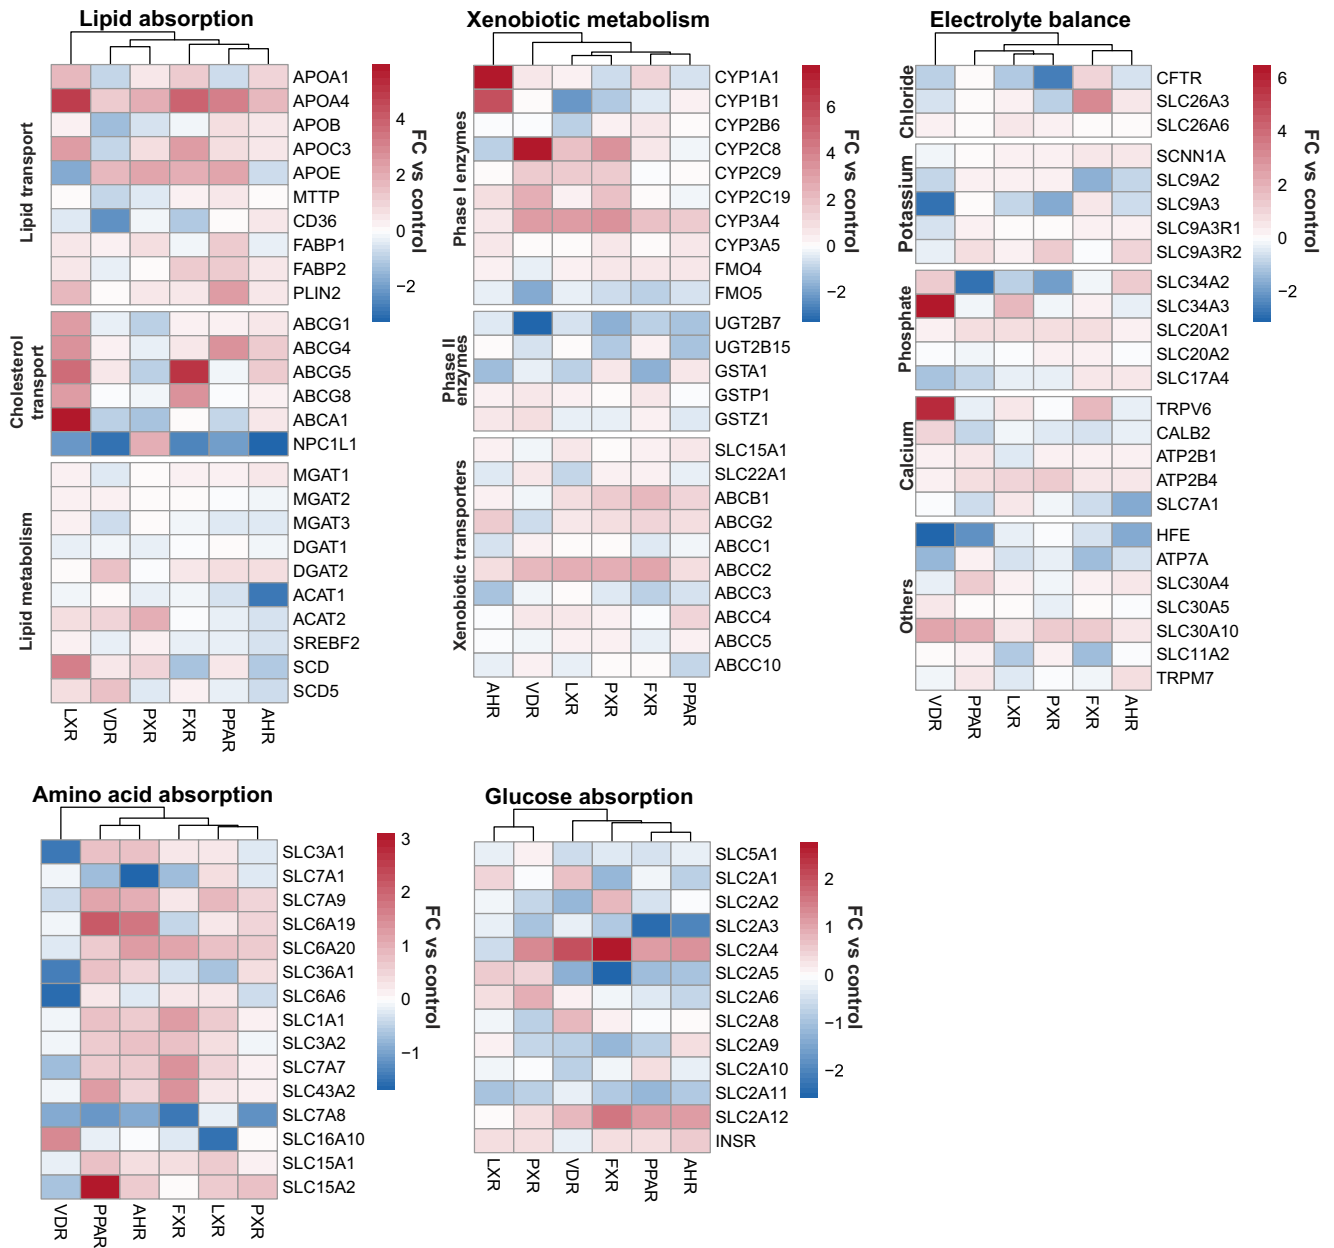 Lipid absorption
Lipid transport
APOA1
APOA4
APOB
APOC3
APOE
MTTP
CD36
FABP1
FABP2
PLIN2
Cholesterol
transport
ABCG1
ABCG4
ABCG5
ABCG8
ABCA1
NPC1L1
Lipid metabolism
MGAT1
MGAT2
MGAT3
DGAT1
DGAT2
ACAT1
ACAT2
SREBF2
SCD
SCD5
LXR
VDR
PXR
FXR
PPAR
AHR
4
2
0
−2
FC vs control
Xenobiotic metabolism
Phase I enzymes
CYP1A1
CYP1B1
CYP2B6
CYP2C8
CYP2C9
CYP2C19
CYP3A4
CYP3A5
FMO4
FMO5
Phase II
enzymes
UGT2B7
UGT2B15
GSTA1
GSTP1
GSTZ1
Xenobiotic transporters
SLC15A1
SLC22A1
ABCB1
ABCG2
ABCC1
ABCC2
ABCC3
ABCC4
ABCC5
ABCC10
AHR
VDR
LXR
PXR
FXR
PPAR
6
4
2
0
−2
FC vs control
Electrolyte balance
Chloride
CFTR
SLC26A3
SLC26A6
Potassium
SCNN1A
SLC9A2
SLC9A3
SLC9A3R1
SLC9A3R2
Phosphate
SLC34A2
SLC34A3
SLC20A1
SLC20A2
SLC17A4
Calcium
TRPV6
CALB2
ATP2B1
ATP2B4
SLC7A1
Others
HFE
ATP7A
SLC30A4
SLC30A5
SLC30A10
SLC11A2
TRPM7
VDR
PPAR
LXR
PXR
FXR
AHR
6
4
2
0
−2
FC vs control
Amino acid absorption
SLC3A1
SLC7A1
SLC7A9
SLC6A19
SLC6A20
SLC36A1
SLC6A6
SLC1A1
SLC3A2
SLC7A7
SLC43A2
SLC7A8
SLC16A10
SLC15A1
SLC15A2
VDR
PPAR
AHR
FXR
LXR
PXR
3
2
1
0
−1
FC vs control
Glucose absorption
SLC5A1
SLC2A1
SLC2A2
SLC2A3
SLC2A4
SLC2A5
SLC2A6
SLC2A8
SLC2A9
SLC2A10
SLC2A11
SLC2A12
INSR
LXR
PXR
VDR
FXR
PPAR
AHR
2
1
0
−1
−2
FC vs control